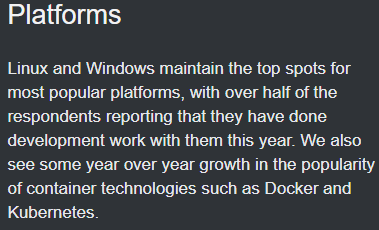 Platforms
Linux and Windows maintain the top spots for
most popular platforms, with over half of the
respondents reporting that they have done
development work with them this year. We also
see some year over year growth in the popularity
of container technologies such as Docker and
Kubernetes.